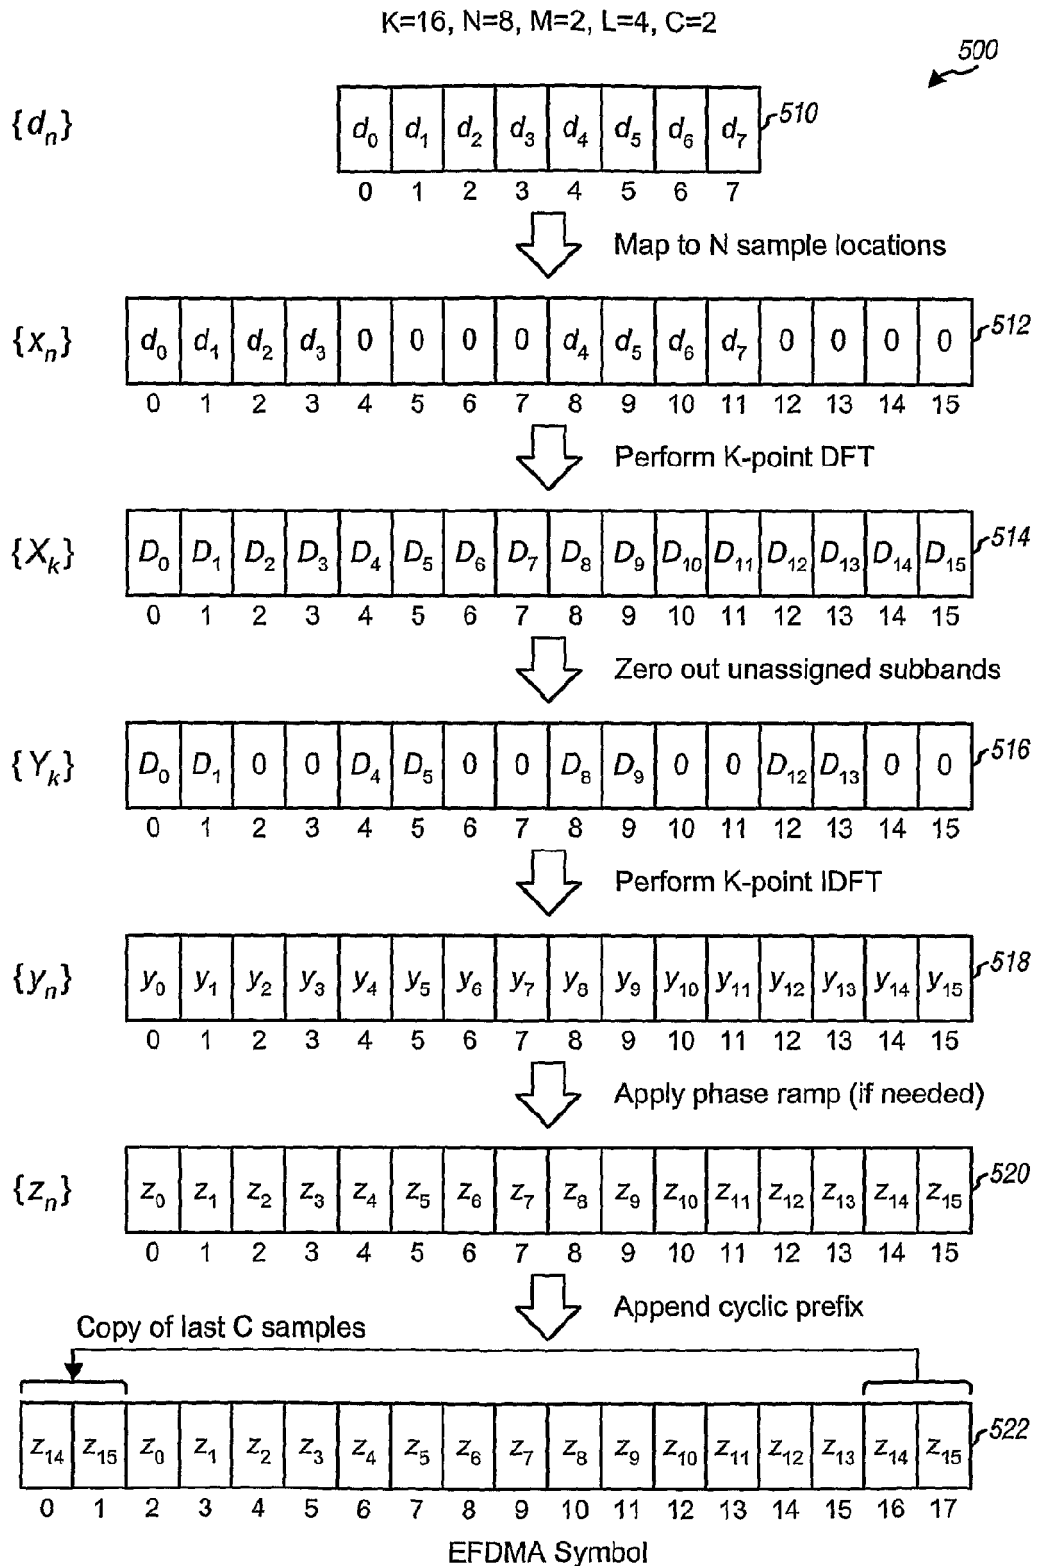 K=16, N=8, M=2, L=4, C=2
500
{dₙ} d₀ d₁ d₂ d₃ d₄ d₅ d₆ d₇ 510
0 1 2 3 4 5 6 7
Map to N sample locations
{xₙ} d₀ d₁ d₂ d₃ 0 0 0 0 d₄ d₅ d₆ d₇ 0 0 0 0 512
0 1 2 3 4 5 6 7 8 9 10 11 12 13 14 15
Perform K-point DFT
{Xₖ} D₀ D₁ D₂ D₃ D₄ D₅ D₆ D₇ D₈ D₉ D₁₀ D₁₁ D₁₂ D₁₃ D₁₄ D₁₅ 514
0 1 2 3 4 5 6 7 8 9 10 11 12 13 14 15
Zero out unassigned subbands
{Yₖ} D₀ D₁ 0 0 D₄ D₅ 0 0 D₈ D₉ 0 0 D₁₂ D₁₃ 0 0 516
0 1 2 3 4 5 6 7 8 9 10 11 12 13 14 15
Perform K-point IDFT
{yₙ} y₀ y₁ y₂ y₃ y₄ y₅ y₆ y₇ y₈ y₉ y₁₀ y₁₁ y₁₂ y₁₃ y₁₄ y₁₅ 518
0 1 2 3 4 5 6 7 8 9 10 11 12 13 14 15
Apply phase ramp (if needed)
{zₙ} z₀ z₁ z₂ z₃ z₄ z₅ z₆ z₇ z₈ z₉ z₁₀ z₁₁ z₁₂ z₁₃ z₁₄ z₁₅ 520
0 1 2 3 4 5 6 7 8 9 10 11 12 13 14 15
Append cyclic prefix
Copy of last C samples
z₁₄ z₁₅ z₀ z₁ z₂ z₃ z₄ z₅ z₆ z₇ z₈ z₉ z₁₀ z₁₁ z₁₂ z₁₃ z₁₄ z₁₅ 522
0 1 2 3 4 5 6 7 8 9 10 11 12 13 14 15 16 17
EFDMA Symbol